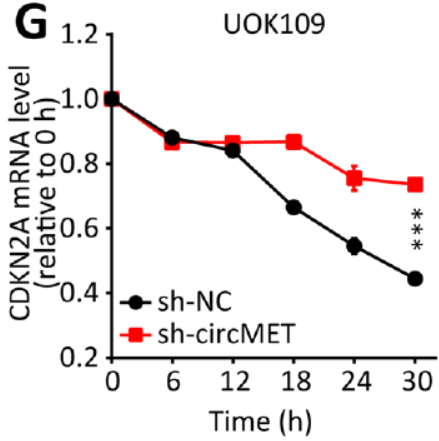 G
UOK109
CDKN2A mRNA level
(relative to 0 h)
1.2
1.0
0.8
0.6
0.4
0.2
***
sh-NC
sh-circMET
0 6 12 18 24 30
Time (h)